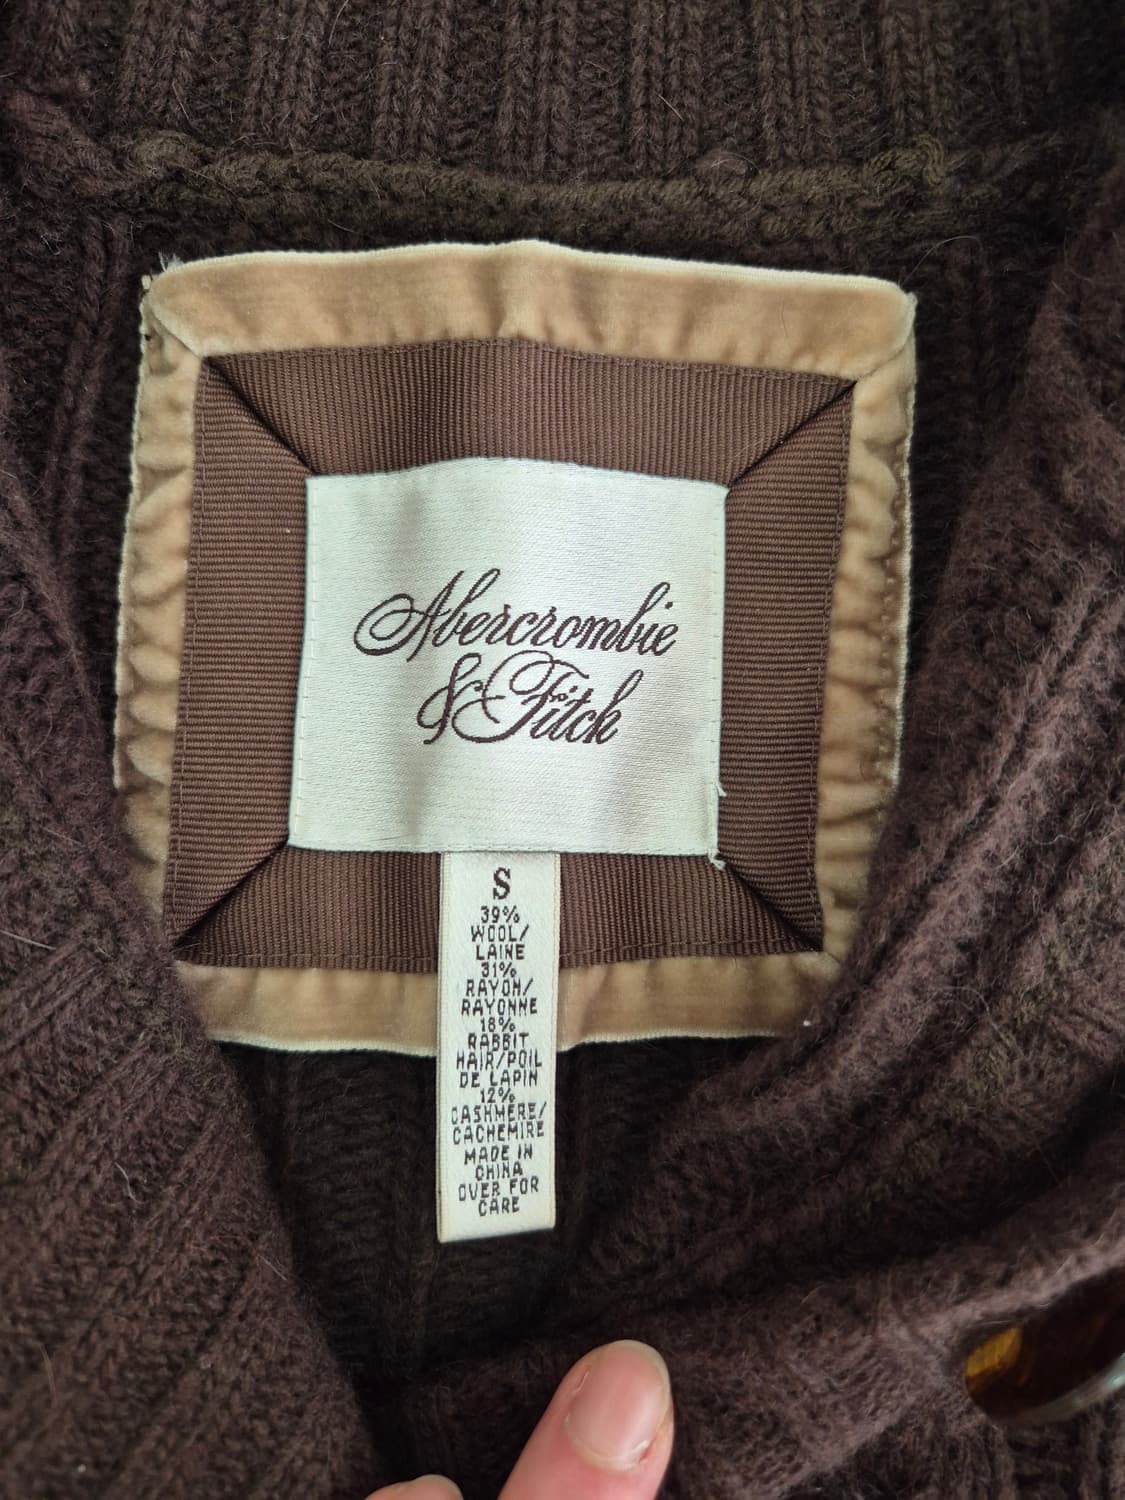 Abercrombie
& Fitch
S
39%
WOOL/
LAINE
31%
RAYON/
RAYONNE
18%
RABBIT
HAIR/POIL
DE LAPIN
12%
CASHMERE/
CACHEMIRE
MADE IN
CHINA
OVER FOR
CARE